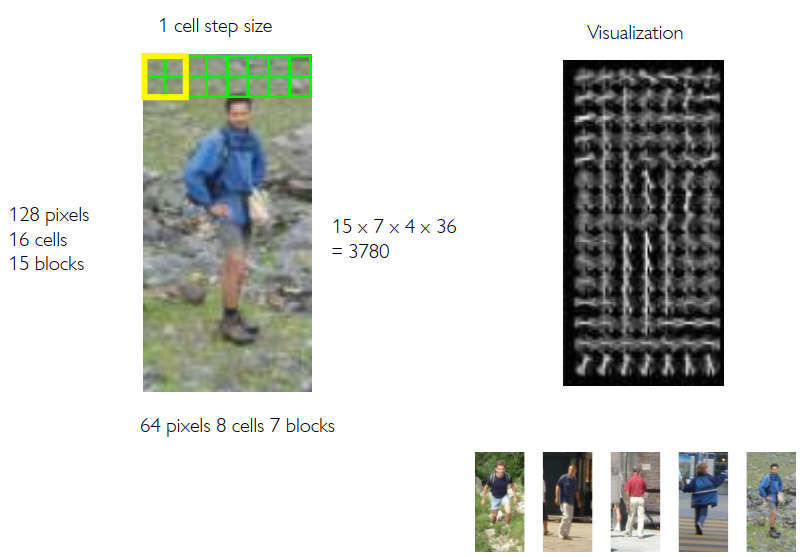 1 cell step size
Visualization
128 pixels
16 cells
15 blocks
15 x 7 x 4 x 36
= 3780
64 pixels 8 cells 7 blocks